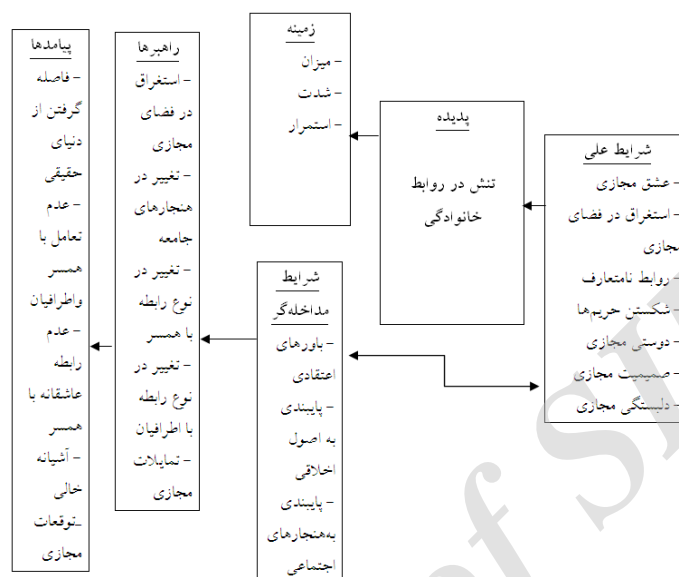 شرایط علی
- عشق مجازی
- استغراق در فضای
مجازی
- روابط نامتعارف
- شکستن حریم‌ها
- دوستی مجازی
- صمیمیت مجازی
- دلبستگی مجازی
پدیده
تنش در روابط
خانوادگی
زمینه
- میزان
- شدت
- استمرار
شرایط
مداخله‌گر
- باورهای
اعتقادی
- پایبندی
به اصول
اخلاقی
- پایبندی
به‌هنجارهای
اجتماعی
راهبرها
- استغراق
در فضای
مجازی
- تغییر در
هنجارهای
جامعه
- تغییر در
نوع رابطه
با همسر
- تغییر در
نوع رابطه
با اطرافیان
- تمایلات
مجازی
پیامدها
- فاصله
گرفتن از
دنیای
حقیقی
- عدم
تعامل با
همسر
واطرافیان
- عدم
رابطه
عاشقانه با
همسر
- آشیانه
خالی
-توقعات
مجازی